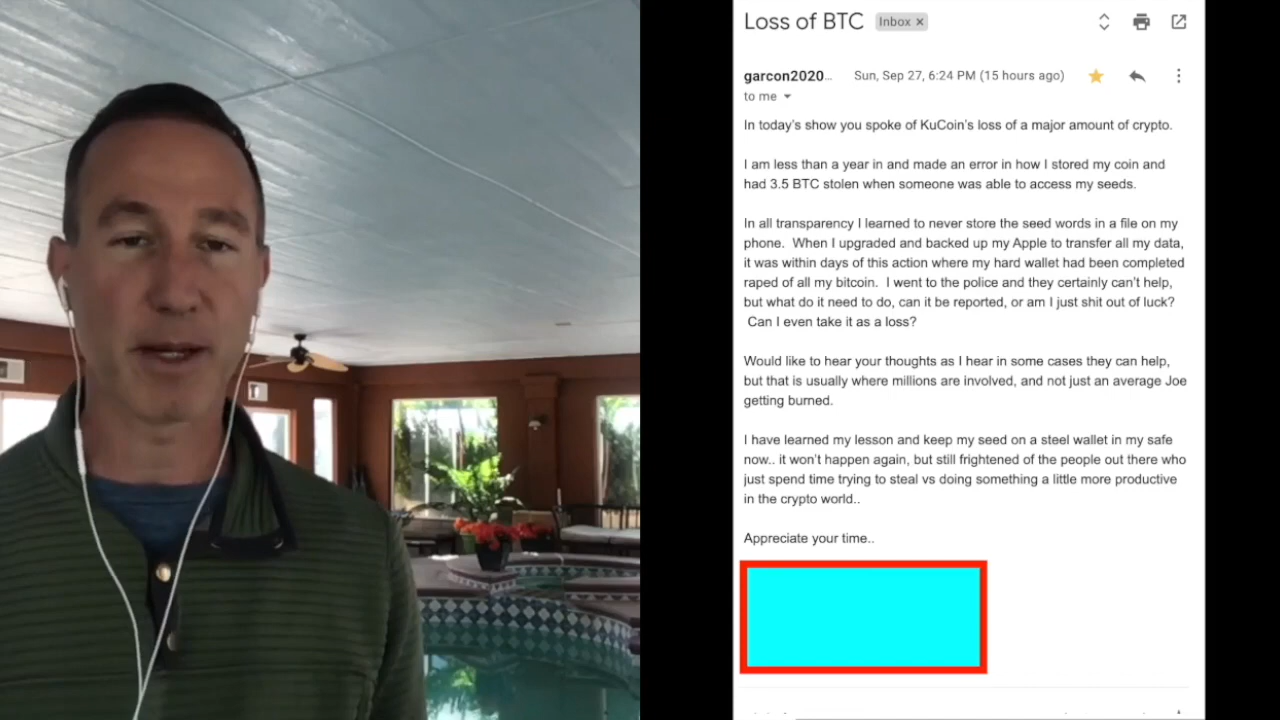 Loss of BTC Inbox ×
garcon2020... Sun, Sep 27, 6:24 PM (15 hours ago)
to me
In today's show you spoke of KuCoin's loss of a major amount of crypto.
I am less than a year in and made an error in how I stored my coin and
had 3.5 BTC stolen when someone was able to access my seeds.
In all transparency I learned to never store the seed words in a file on my
phone. When I upgraded and backed up my Apple to transfer all my data,
it was within days of this action where my hard wallet had been completed
raped of all my bitcoin. I went to the police and they certainly can't help,
but what do it need to do, can it be reported, or am I just shit out of luck?
Can I even take it as a loss?
Would like to hear your thoughts as I hear in some cases they can help,
but that is usually where millions are involved, and not just an average Joe
getting burned.
I have learned my lesson and keep my seed on a steel wallet in my safe
now.. it won't happen again, but still frightened of the people out there who
just spend time trying to steal vs doing something a little more productive
in the crypto world..
Appreciate your time..